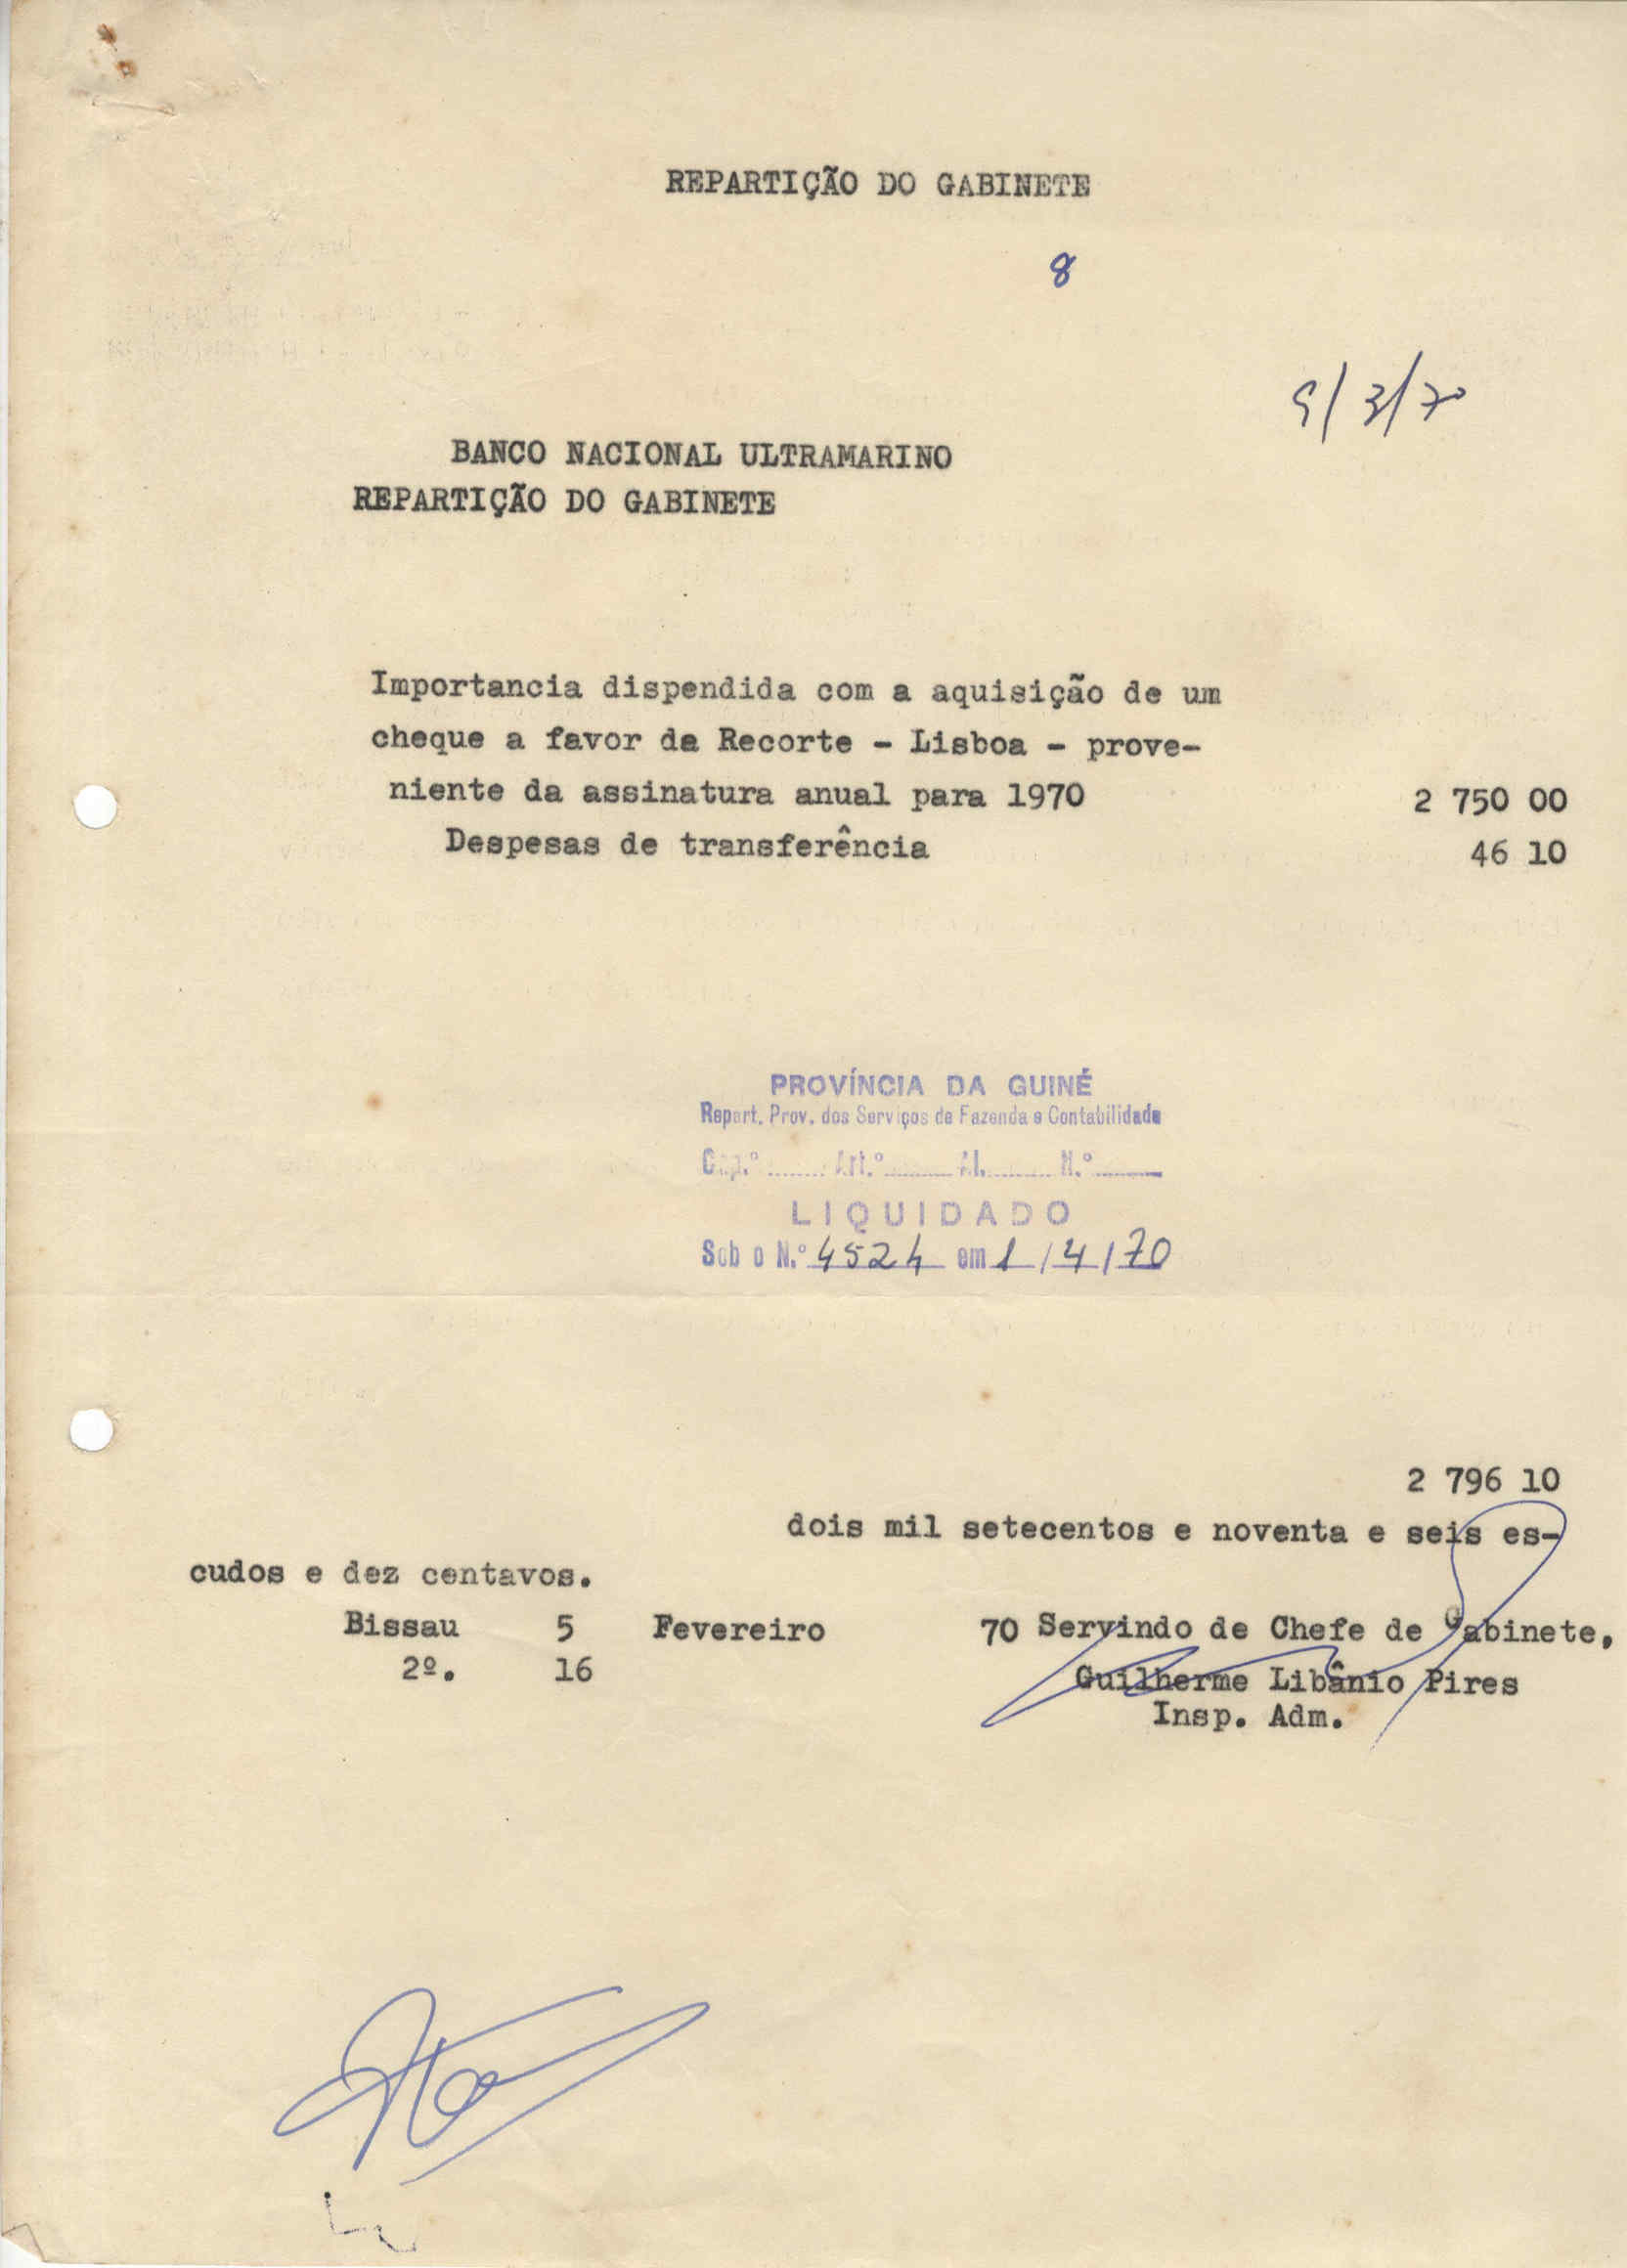 REPARTIÇÃO DO GABINETE
8
9/3/70
BANCO NACIONAL ULTRAMARINO
REPARTIÇÃO DO GABINETE
Importancia dispendida com a aquisição de um
cheque a favor da Recorte - Lisboa - prove-
niente da assinatura anual para 1970 2 750 00
Despesas de transferência 46 10
PROVÍNCIA DA GUINÉ
Repart. Prov. dos Serviços de Fazenda e Contabilidade
Cap.º ........ Art.º ........ Al. ........ N.º ........
LIQUIDADO
Sob o N.º 4524 em 1/4/70
2 796 10
dois mil setecentos e noventa e seis es-
cudos e dez centavos.
Bissau 5 Fevereiro 70 Servindo de Chefe de Gabinete,
2º. 16 Guilherme Libânio Pires
Insp. Adm.